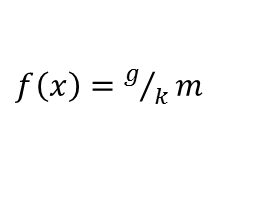 f(x) = g/k m